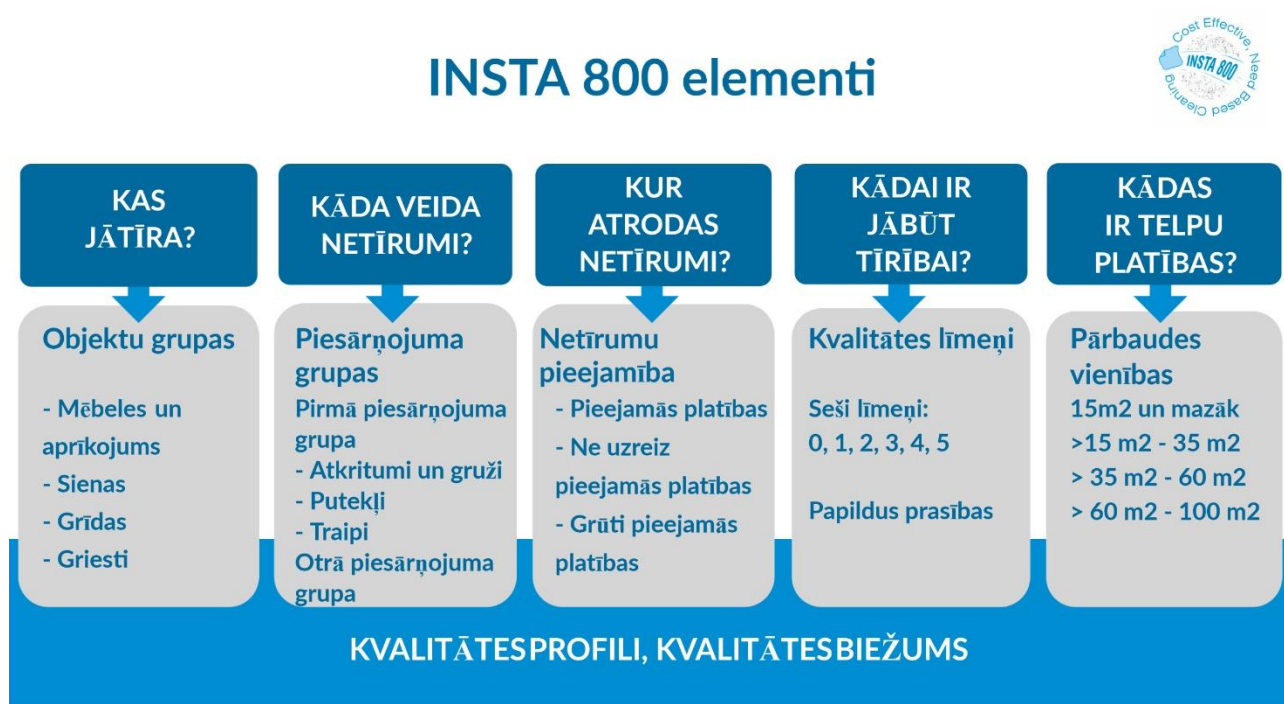 INSTA 800 elementi
Cost Effective, Need Based Cleaning
INSTA 800
KAS
JĀTĪRA?
Objektu grupas
- Mēbeles un
aprīkojums
- Sienas
- Grīdas
- Griesti
KĀDA VEIDA
NETĪRUMI?
Piesārņojuma
grupas
Pirmā piesārņojuma
grupa
- Atkritumi un gruži
- Putekļi
- Traipi
Otrā piesārņojuma
grupa
KUR
ATRODAS
NETĪRUMI?
Netīrumu
pieejamība
- Pieejamās platības
- Ne uzreiz
pieejamās platības
- Grūti pieejamās
platības
KĀDAI IR
JĀBŪT
TĪRĪBAI?
Kvalitātes līmeņi
Seši līmeņi:
0, 1, 2, 3, 4, 5
Papildus prasības
KĀDAS
IR TELPU
PLATĪBAS?
Pārbaudes
vienības
15m2 un mazāk
>15 m2 - 35 m2
> 35 m2 - 60 m2
> 60 m2 - 100 m2
KVALITĀTES PROFILI, KVALITĀTES BIEŽUMS